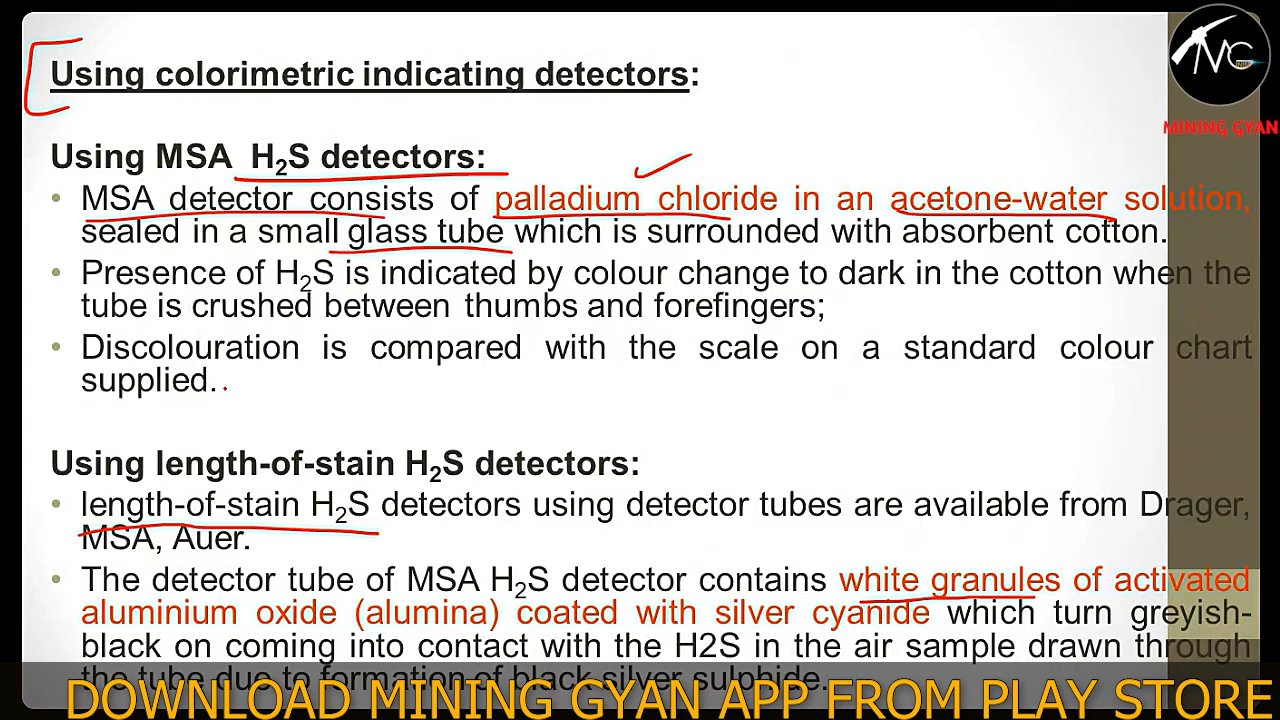 Using colorimetric indicating detectors:
MG
MINING GYAN
Using MSA H₂S detectors:
• MSA detector consists of palladium chloride in an acetone-water solution,
sealed in a small glass tube which is surrounded with absorbent cotton.
• Presence of H₂S is indicated by colour change to dark in the cotton when the
tube is crushed between thumbs and forefingers;
• Discolouration is compared with the scale on a standard colour chart
supplied.
Using length-of-stain H₂S detectors:
• length-of-stain H₂S detectors using detector tubes are available from Drager,
MSA, Auer.
• The detector tube of MSA H₂S detector contains white granules of activated
aluminium oxide (alumina) coated with silver cyanide which turn greyish-
black on coming into contact with the H2S in the air sample drawn through
the tube due to formation of black silver sulphide.
DOWNLOAD MINING GYAN APP FROM PLAY STORE